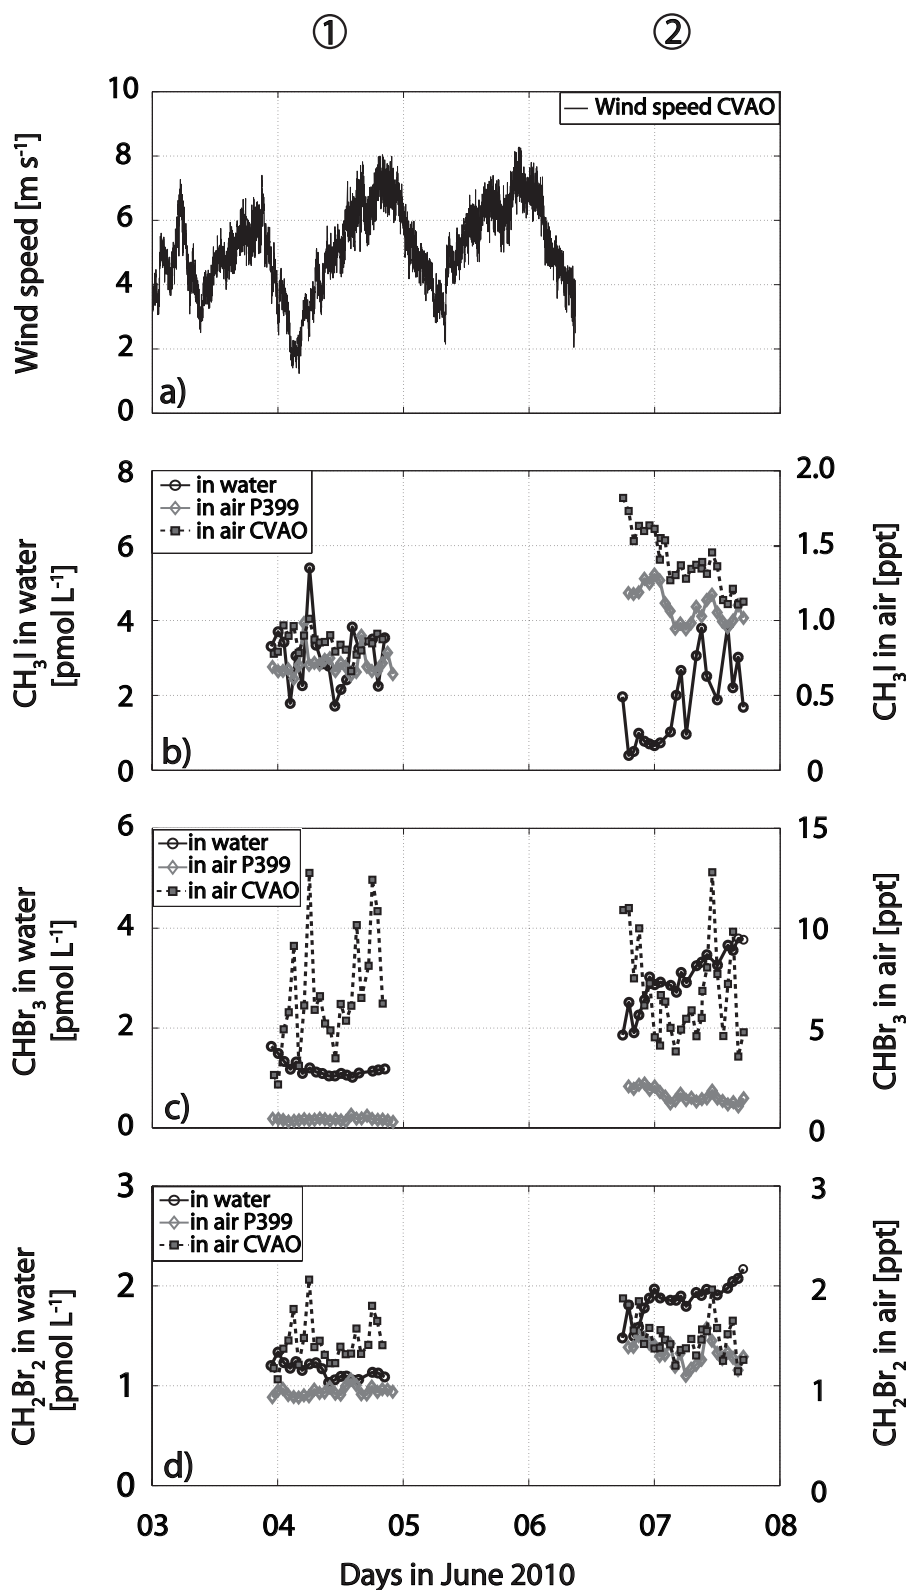 ① ②
10
8
6
4
2
0
Wind speed [m s-1]
Wind speed CVAO
a)
8
6
4
2
0
CH3I in water
[pmol L-1]
in water
in air P399
in air CVAO
b)
2.0
1.5
1.0
0.5
0
CH3I in air [ppt]
6
4
2
0
CHBr3 in water
[pmol L-1]
in water
in air P399
in air CVAO
c)
15
10
5
0
CHBr3 in air [ppt]
3
2
1
0
CH2Br2 in water
[pmol L-1]
in water
in air P399
in air CVAO
d)
3
2
1
0
CH2Br2 in air [ppt]
03 04 05 06 07 08
Days in June 2010